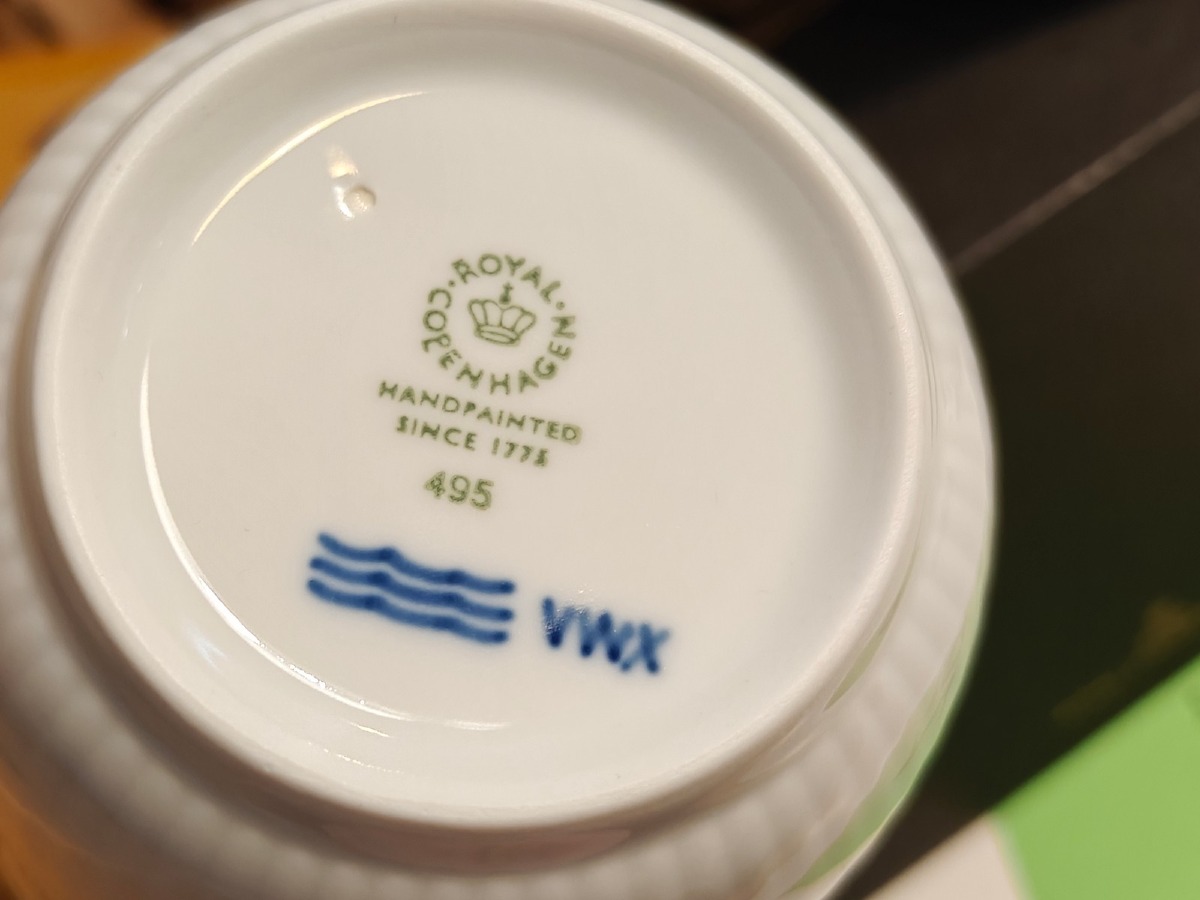 ·ROYAL·
COPENHAGEN
HANDPAINTED
SINCE 1775
495
VWX